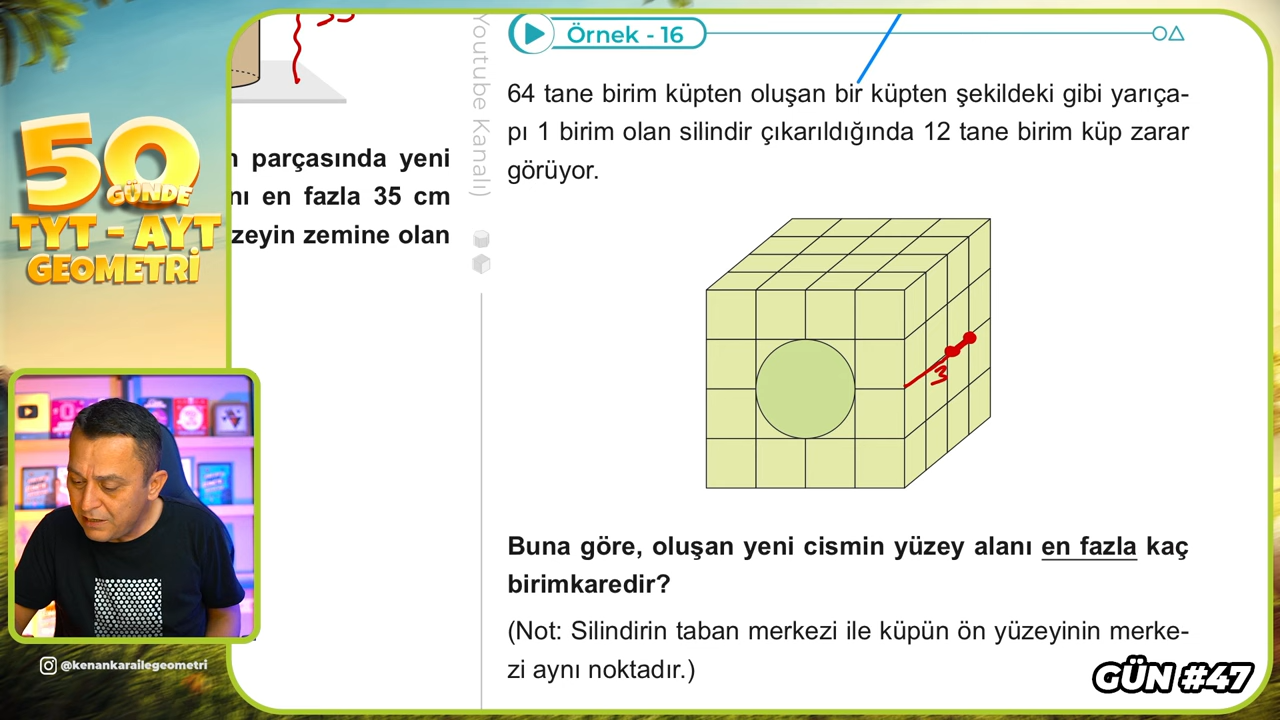 50
GÜNDE
TYT - AYT
GEOMETRİ
parçasında yeni
en fazla 35 cm
olan
zemine
Youtube Kanalı)
Örnek - 16
64 tane birim küpten oluşan bir küpten şekildeki gibi yarıça-
pı 1 birim olan silindir çıkarıldığında 12 tane birim küp zarar
görüyor.
3
Buna göre, oluşan yeni cismin yüzey alanı en fazla kaç
birimkaredir?
(Not: Silindirin taban merkezi ile küpün ön yüzeyinin merke-
zi aynı noktadır.)
@kenankarailegeometri
GÜN #47